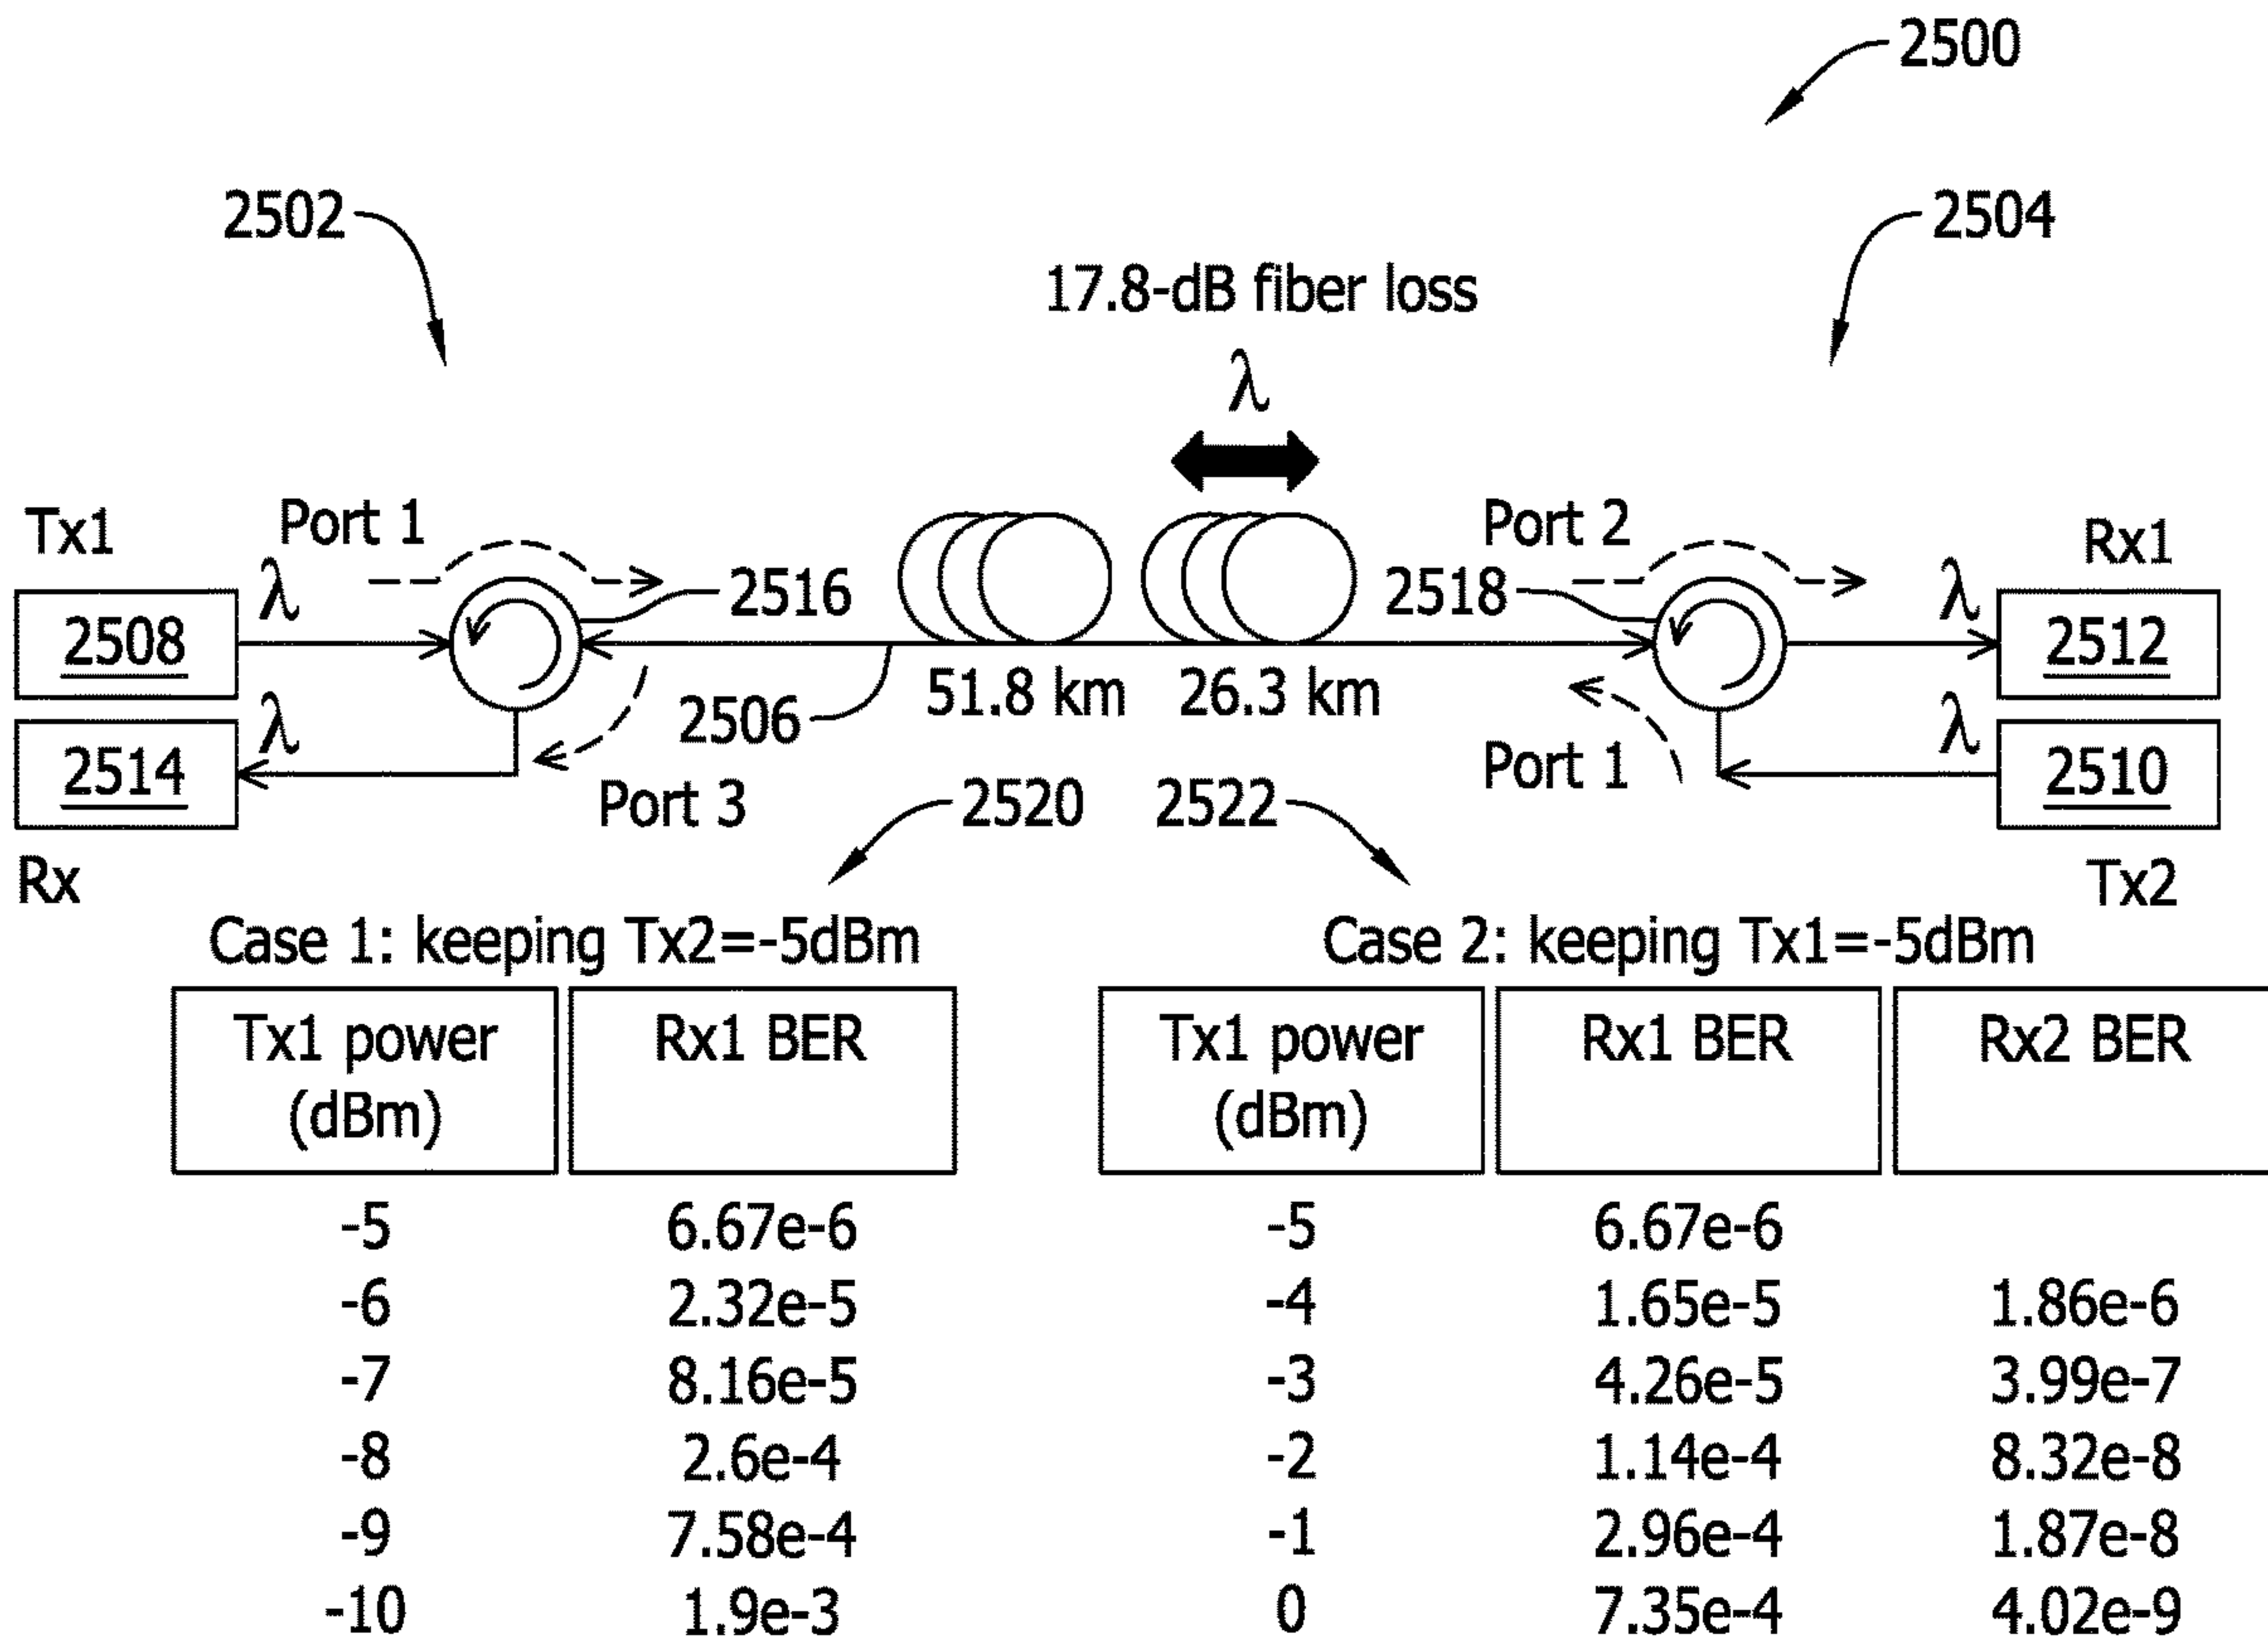 2500
2502
2504
17.8-dB fiber loss
λ
Tx1
Port 1
Port 2
Rx1
λ
2516
2518
λ
2508
2512
51.8 km
26.3 km
λ
2506
λ
2514
Port 3
2520
2522
Port 1
2510
Rx
Tx2
Case 1: keeping Tx2=-5dBm
Tx1 power (dBm) Rx1 BER
-5 6.67e-6
-6 2.32e-5
-7 8.16e-5
-8 2.6e-4
-9 7.58e-4
-10 1.9e-3
Case 2: keeping Tx1=-5dBm
Tx1 power (dBm) Rx1 BER Rx2 BER
-5 6.67e-6
-4 1.65e-5 1.86e-6
-3 4.26e-5 3.99e-7
-2 1.14e-4 8.32e-8
-1 2.96e-4 1.87e-8
0 7.35e-4 4.02e-9